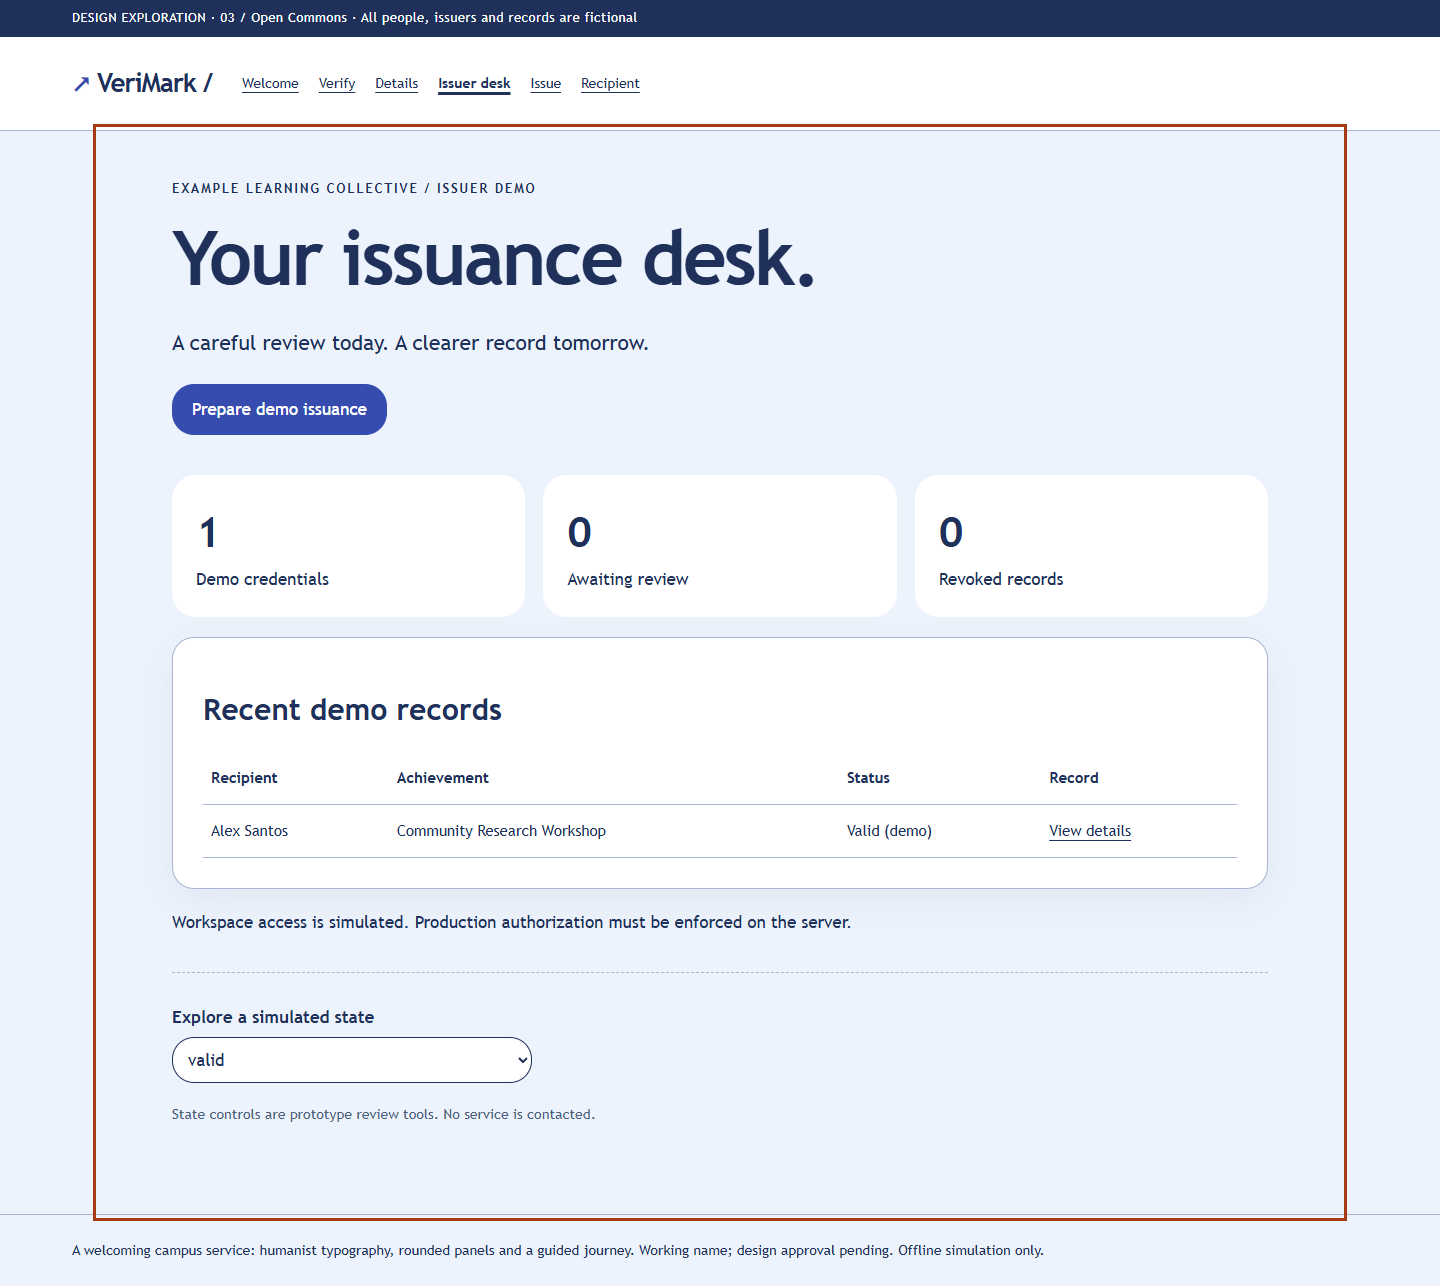 DESIGN EXPLORATION · 03 / Open Commons · All people, issuers and records are fictional
↗ VeriMark /
Welcome Verify Details Issuer desk Issue Recipient
EXAMPLE LEARNING COLLECTIVE / ISSUER DEMO
Your issuance desk.
A careful review today. A clearer record tomorrow.
Prepare demo issuance
1 0 0
Demo credentials Awaiting review Revoked records
Recent demo records
Recipient Achievement Status Record
Alex Santos Community Research Workshop Valid (demo) View details
Workspace access is simulated. Production authorization must be enforced on the server.
Explore a simulated state
valid
State controls are prototype review tools. No service is contacted.
A welcoming campus service: humanist typography, rounded panels and a guided journey. Working name; design approval pending. Offline simulation only.